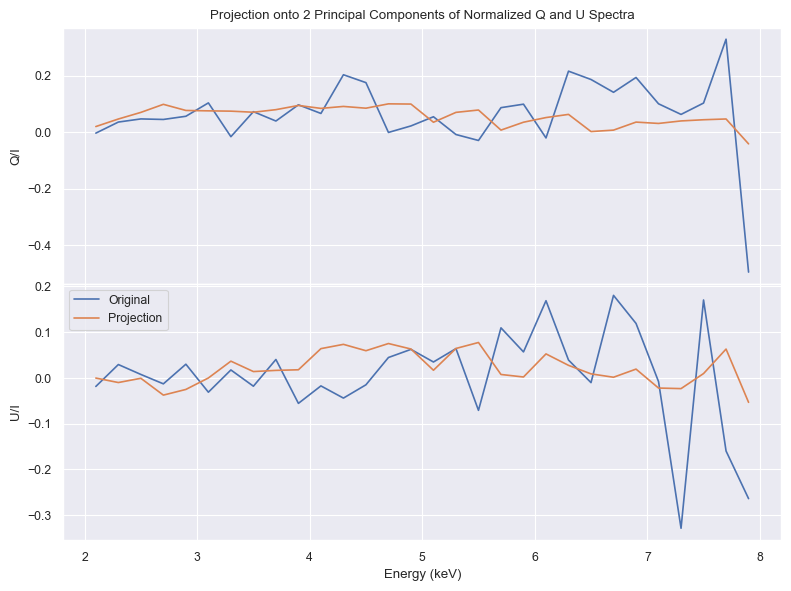 Projection onto 2 Principal Components of Normalized Q and U Spectra
0.2
0.0
−0.2
−0.4
Q/I
0.2
0.1
0.0
−0.1
−0.2
−0.3
U/I
Original
Projection
2 3 4 5 6 7 8
Energy (keV)